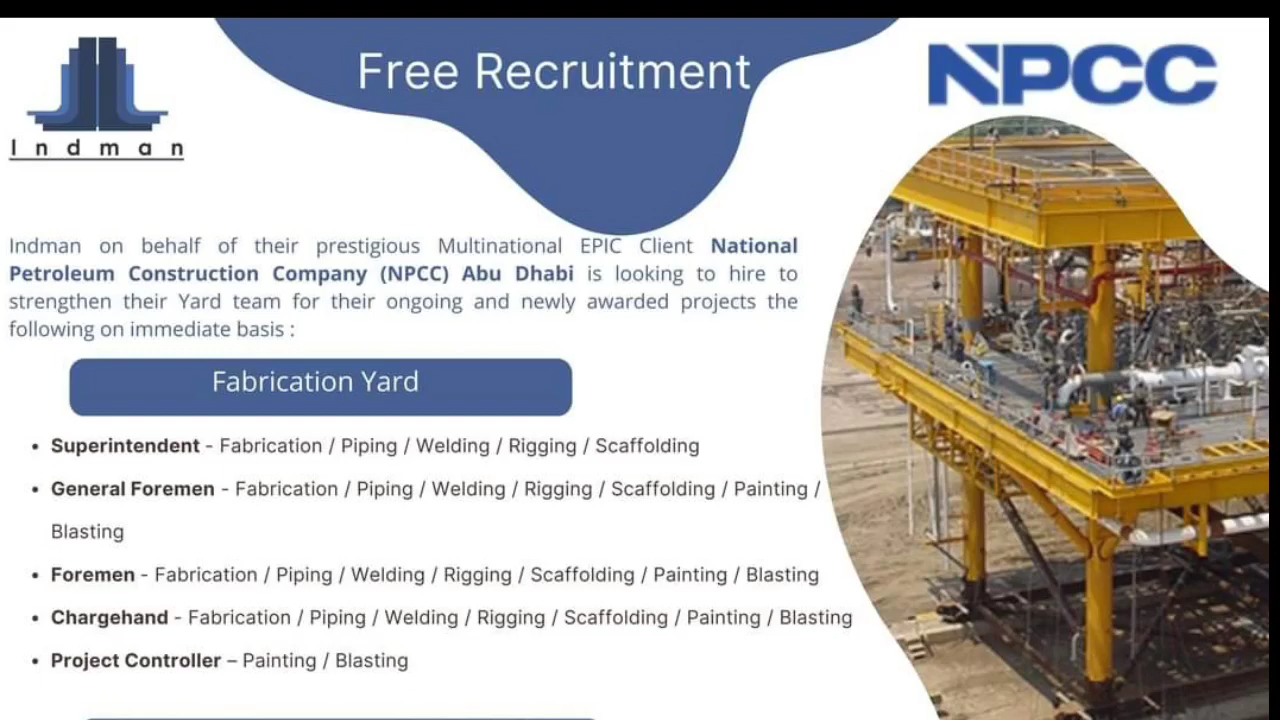 Free Recruitment
NPCC
Indman
Indman on behalf of their prestigious Multinational EPIC Client National
Petroleum Construction Company (NPCC) Abu Dhabi is looking to hire to
strengthen their Yard team for their ongoing and newly awarded projects the
following on immediate basis :
Fabrication Yard
• Superintendent - Fabrication / Piping / Welding / Rigging / Scaffolding
• General Foremen - Fabrication / Piping / Welding / Rigging / Scaffolding / Painting /
Blasting
• Foremen - Fabrication / Piping / Welding / Rigging / Scaffolding / Painting / Blasting
• Chargehand - Fabrication / Piping / Welding / Rigging / Scaffolding / Painting / Blasting
• Project Controller – Painting / Blasting